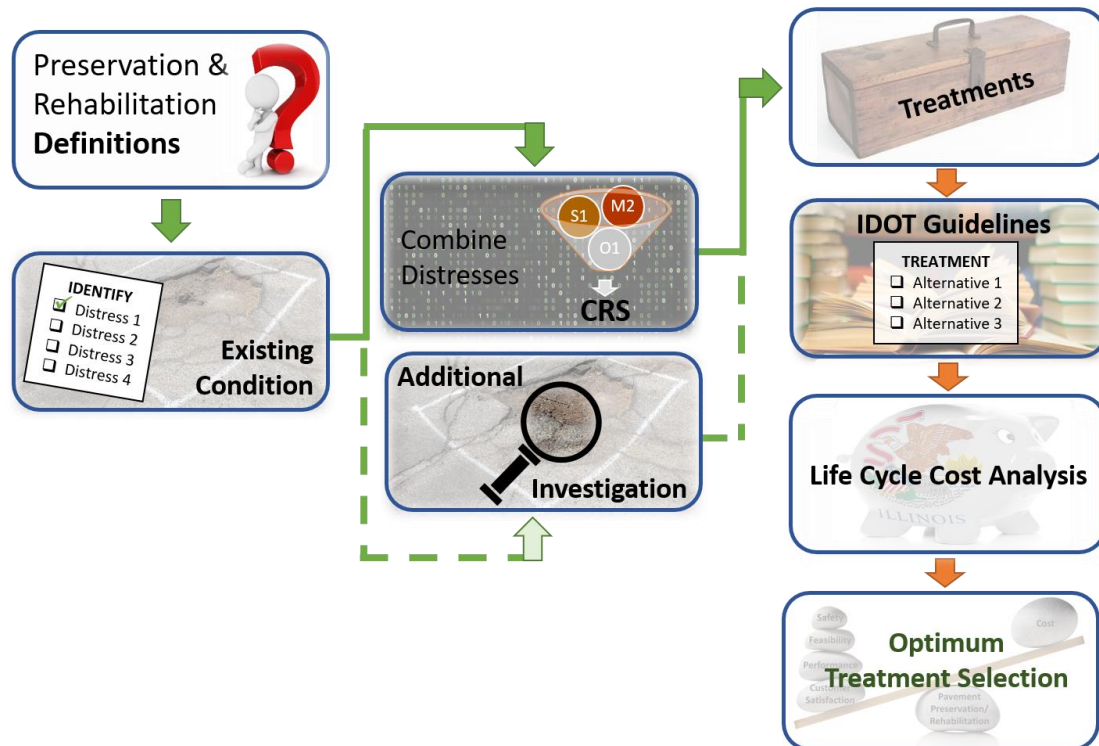 Preservation &
Rehabilitation
Definitions
IDENTIFY
Distress 1
Distress 2
Distress 3
Distress 4
Existing
Condition
Combine
Distresses
S1
M2
O1
CRS
Additional
Investigation
Treatments
IDOT Guidelines
TREATMENT
Alternative 1
Alternative 2
Alternative 3
Life Cycle Cost Analysis
ILLINOIS
Optimum
Treatment Selection
Safety
Feasibility
Performance
Customer
Satisfaction
Cost
Pavement
Preservation/
Rehabilitation